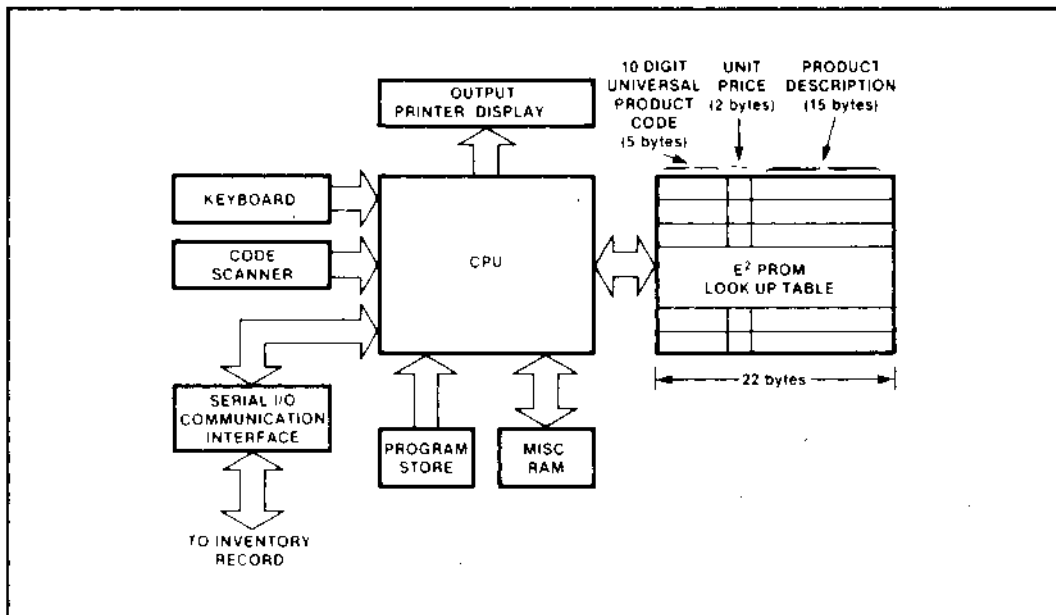 OUTPUT
PRINTER DISPLAY
10 DIGIT
UNIVERSAL
PRODUCT
CODE
(5 bytes)
UNIT
PRICE
(2 bytes)
PRODUCT
DESCRIPTION
(15 bytes)
KEYBOARD
CODE
SCANNER
CPU
E² PROM
LOOK UP TABLE
22 bytes
SERIAL I/O
COMMUNICATION
INTERFACE
PROGRAM
STORE
MISC
RAM
TO INVENTORY
RECORD